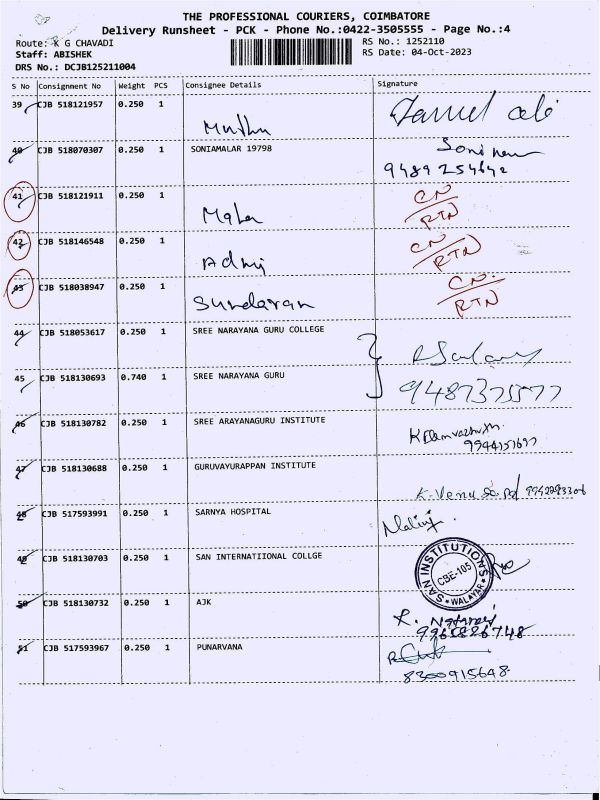 THE PROFESSIONAL COURIERS, COIMBATORE
Delivery Runsheet - PCK - Phone No.:0422-3505555 - Page No.:4
Route: K G CHAVADI RS No.: 1252110
Staff: ABISHEK RS Date: 04-Oct-2023
DRS No.: DCJB125211004
S No Consignment No Weight PCS Consignee Details Signature
39 CJB 518121957 0.250 1
Muthu
40 CJB 518070307 0.250 1 SONIAMALAR 19798
9489254642
41 CJB 518121911 0.250 1 CN/RTN
Maha
42 CJB 518146548 0.250 1 CN/RTN
43 CJB 518038947 0.250 1 CN/RTN
Sundaran
44 CJB 518053617 0.250 1 SREE NARAYANA GURU COLLEGE
45 CJB 518130693 0.740 1 SREE NARAYANA GURU
46 CJB 518130782 0.250 1 SREE ARAYANAGURU INSTITUTE
47 CJB 518130688 0.250 1 GURUVAYURAPPAN INSTITUTE
48 CJB 517593991 0.250 1 SARNYA HOSPITAL
49 CJB 518130703 0.250 1 SAN INTERNATIIONAL COLLGE
SAN INSTITUTIONS
CBE-105
WALAYAR
50 CJB 518130732 0.250 1 AJK
R. Nataraj
9965826748
51 CJB 517593967 0.250 1 PUNARVANA
8300915648